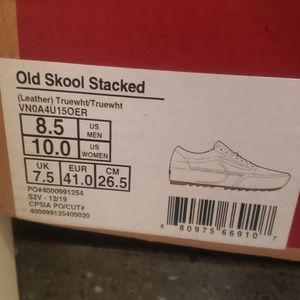 Old Skool Stacked
(Leather) Truewht/Truewht
VN0A4U15OER
8.5 US MEN
10.0 US WOMEN
UK EUR CM
7.5 41.0 26.5
PO#4000991254
S2V - 12/19
CPSIA PO/CUT#
400099125400020
6 80975 66910 7